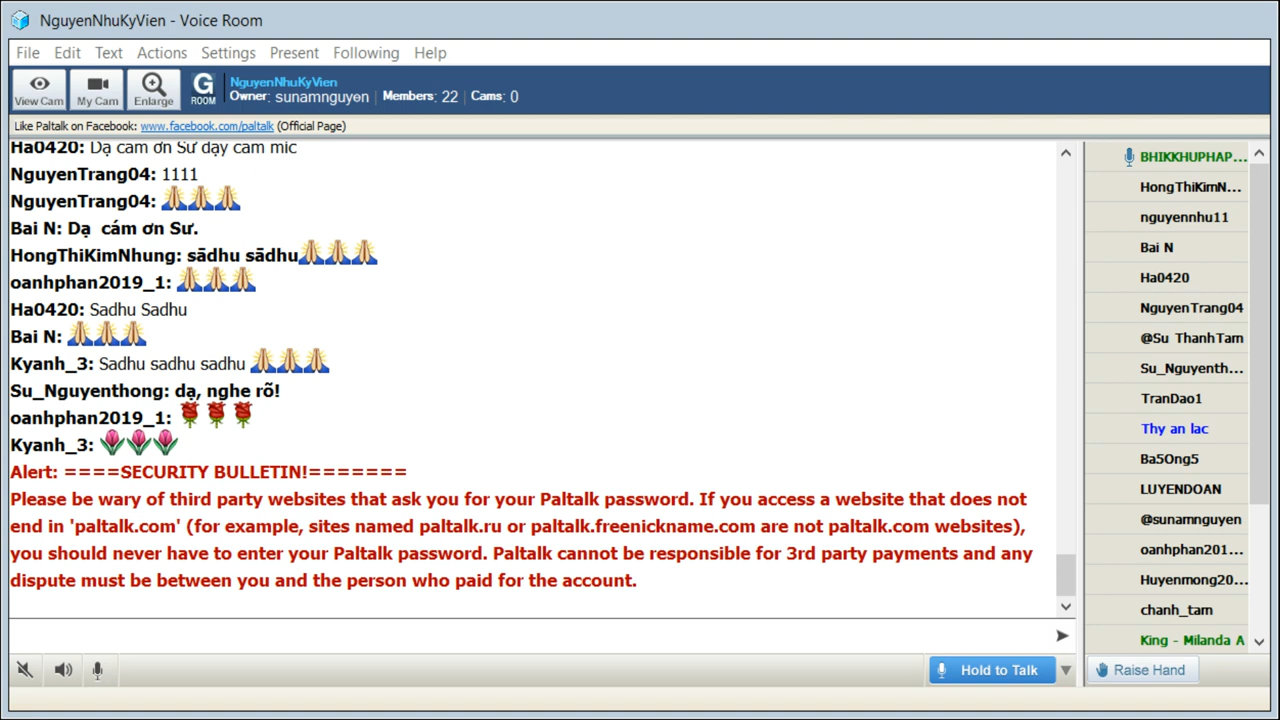 NguyenNhuKyVien - Voice Room
File Edit Text Actions Settings Present Following Help
View Cam
My Cam
Enlarge
G
ROOM
NguyenNhuKyVien
Owner: sunamnguyen | Members: 22 | Cams: 0
Like Paltalk on Facebook: www.facebook.com/paltalk (Official Page)
Ha0420: Dạ cam ơn Sư dạy cam mic
NguyenTrang04: 1111
NguyenTrang04: 🙏🙏🙏
Bai N: Dạ cám ơn Sư.
HongThiKimNhung: sādhu sādhu🙏🙏🙏
oanhphan2019_1: 🙏🙏🙏
Ha0420: Sadhu Sadhu
Bai N: 🙏🙏🙏
Kyanh_3: Sadhu sadhu sadhu 🙏🙏🙏
Su_Nguyenthong: dạ, nghe rõ!
oanhphan2019_1: 🌹🌹🌹
Kyanh_3: 🌷🌷🌷
Alert: ====SECURITY BULLETIN!=======
Please be wary of third party websites that ask you for your Paltalk password. If you access a website that does not
end in 'paltalk.com' (for example, sites named paltalk.ru or paltalk.freenickname.com are not paltalk.com websites),
you should never have to enter your Paltalk password. Paltalk cannot be responsible for 3rd party payments and any
dispute must be between you and the person who paid for the account.
Hold to Talk
BHIKKHUPHAP...
HongThiKimN...
nguyennhu11
Bai N
Ha0420
NguyenTrang04
@Su ThanhTam
Su_Nguyenth...
TranDao1
Thy an lac
Ba5Ong5
LUYENDOAN
@sunamnguyen
oanhphan201...
Huyenmong20...
chanh_tam
King - Milanda A
Raise Hand